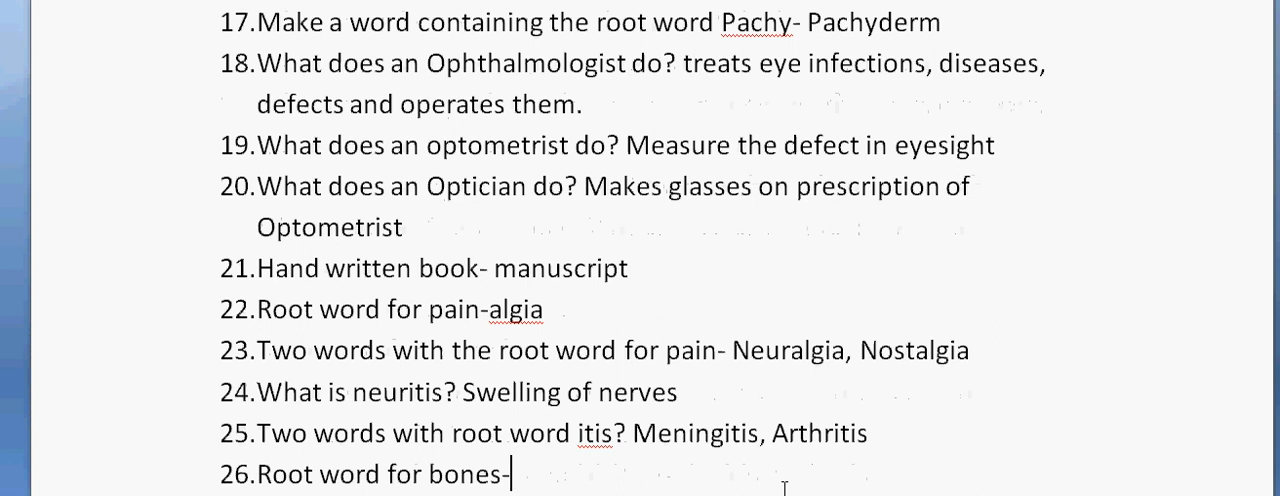 17.Make a word containing the root word Pachy- Pachyderm
18.What does an Ophthalmologist do? treats eye infections, diseases,
defects and operates them.
19.What does an optometrist do? Measure the defect in eyesight
20.What does an Optician do? Makes glasses on prescription of
Optometrist
21.Hand written book- manuscript
22.Root word for pain-algia
23.Two words with the root word for pain- Neuralgia, Nostalgia
24.What is neuritis? Swelling of nerves
25.Two words with root word itis? Meningitis, Arthritis
26.Root word for bones-